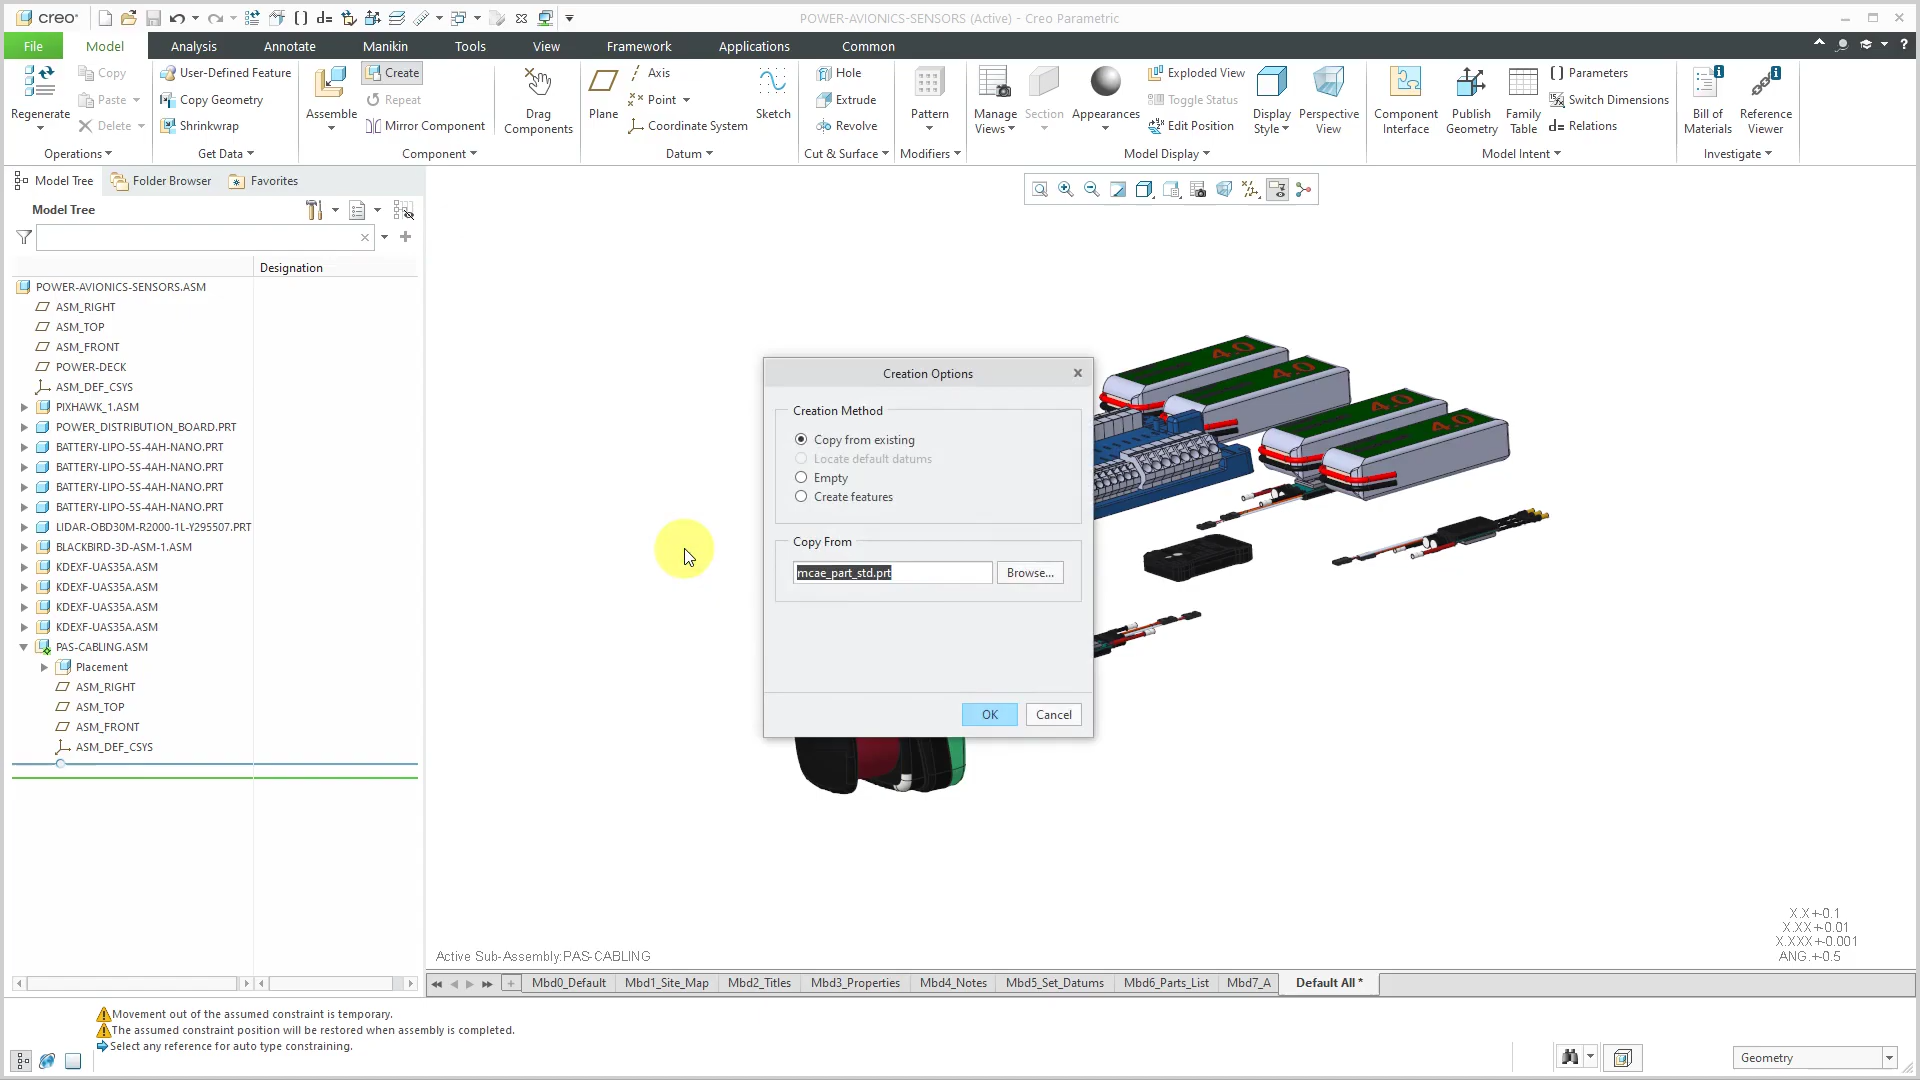 creo
POWER-AVIONICS-SENSORS (Active) - Creo Parametric
File
Model
Analysis
Annotate
Manikin
Tools
View
Framework
Applications
Common
Regenerate
Copy
Paste
Delete
Operations
User-Defined Feature
Copy Geometry
Shrinkwrap
Get Data
Assemble
Create
Repeat
Mirror Component
Component
Drag
Components
Plane
Axis
Point
Coordinate System
Sketch
Datum
Hole
Extrude
Revolve
Cut & Surface
Pattern
Modifiers
Manage
Views
Section
Appearances
Exploded View
Toggle Status
Edit Position
Display
Style
Perspective
View
Model Display
Component
Interface
Publish
Geometry
Family
Table
Parameters
Switch Dimensions
Relations
Model Intent
Bill of
Materials
Reference
Viewer
Investigate
Model Tree
Folder Browser
Favorites
Model Tree
Designation
POWER-AVIONICS-SENSORS.ASM
ASM_RIGHT
ASM_TOP
ASM_FRONT
POWER-DECK
ASM_DEF_CSYS
PIXHAWK_1.ASM
POWER_DISTRIBUTION_BOARD.PRT
BATTERY-LIPO-5S-4AH-NANO.PRT
BATTERY-LIPO-5S-4AH-NANO.PRT
BATTERY-LIPO-5S-4AH-NANO.PRT
BATTERY-LIPO-5S-4AH-NANO.PRT
LIDAR-OBD30M-R2000-1L-Y295507.PRT
BLACKBIRD-3D-ASM-1.ASM
KDEXF-UAS35A.ASM
KDEXF-UAS35A.ASM
KDEXF-UAS35A.ASM
KDEXF-UAS35A.ASM
PAS-CABLING.ASM
Placement
ASM_RIGHT
ASM_TOP
ASM_FRONT
ASM_DEF_CSYS
4.0
4.0
4.0
4.0
Creation Options
Creation Method
Copy from existing
Locate default datums
Empty
Create features
Copy From
mcae_part_std.prt
Browse...
OK
Cancel
X.X+-0.1
X.XX+-0.01
X.XXX+-0.001
ANG.+-0.5
Active Sub-Assembly:PAS-CABLING
Mbd0_Default
Mbd1_Site_Map
Mbd2_Titles
Mbd3_Properties
Mbd4_Notes
Mbd5_Set_Datums
Mbd6_Parts_List
Mbd7_A
Default All *
Movement out of the assumed constraint is temporary.
The assumed constraint position will be restored when assembly is completed.
Select any reference for auto type constraining.
Geometry